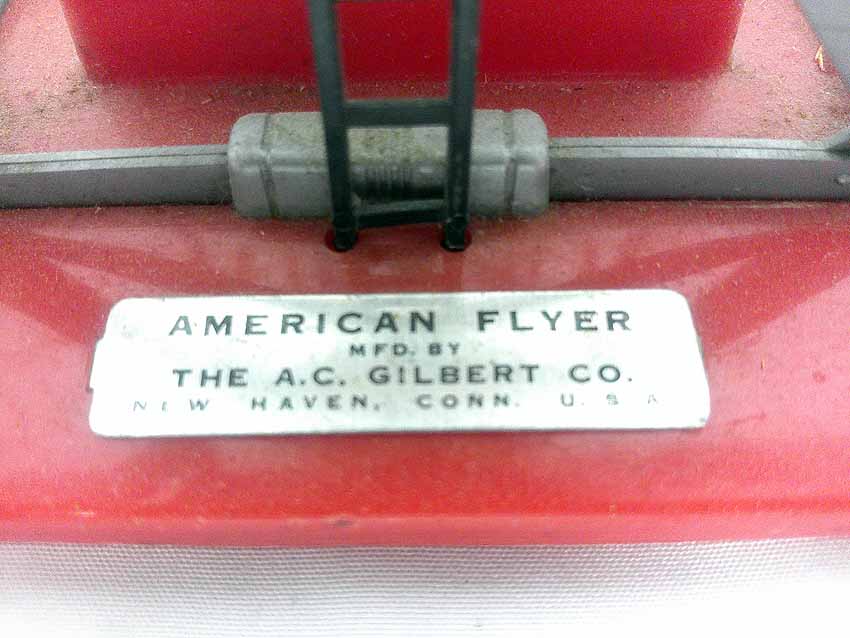 AMERICAN FLYER
MFD. BY
THE A.C. GILBERT CO.
NEW HAVEN, CONN. U.S.A